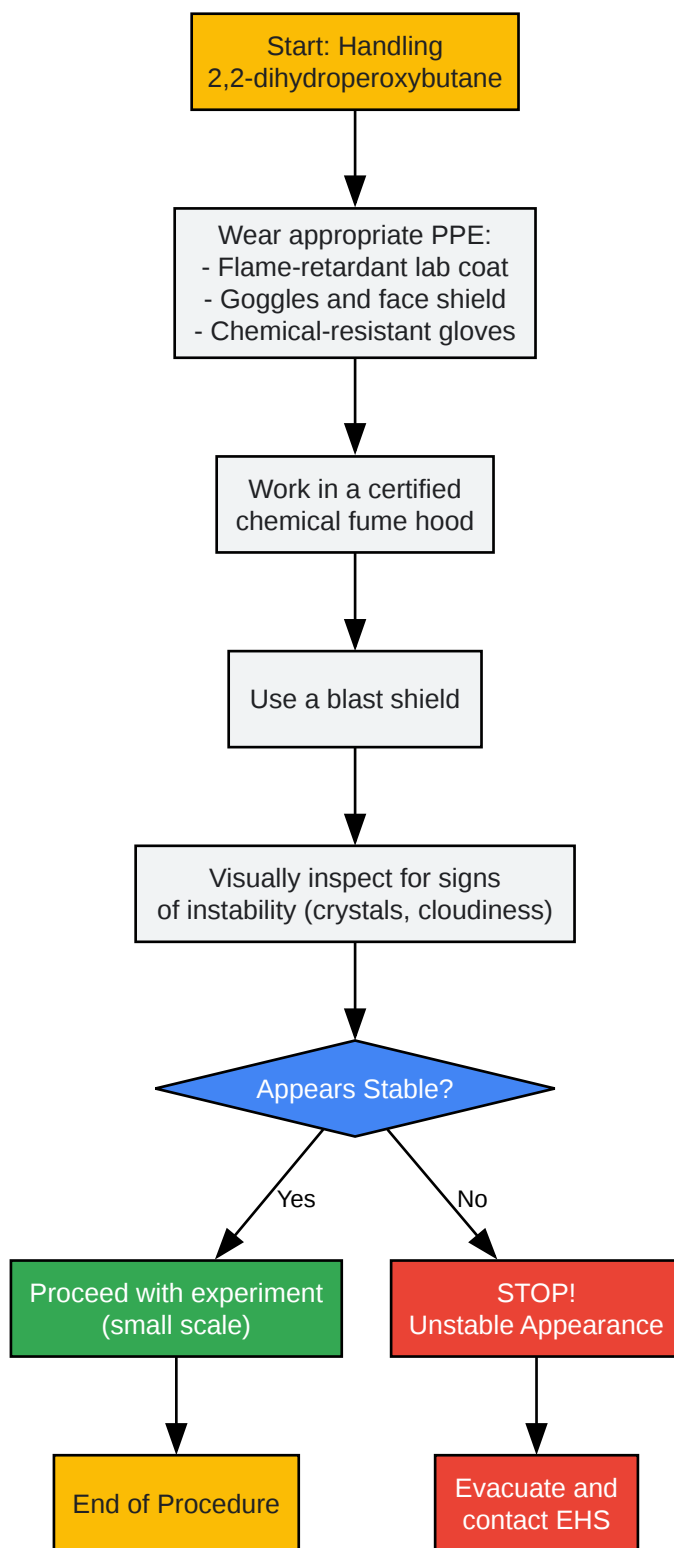 Start: Handling
2,2-dihydroperoxybutane
Wear appropriate PPE:
- Flame-retardant lab coat
- Goggles and face shield
- Chemical-resistant gloves
Work in a certified
chemical fume hood
Use a blast shield
Visually inspect for signs
of instability (crystals, cloudiness)
Appears Stable?
Yes
No
Proceed with experiment
(small scale)
STOP!
Unstable Appearance
End of Procedure
Evacuate and
contact EHS